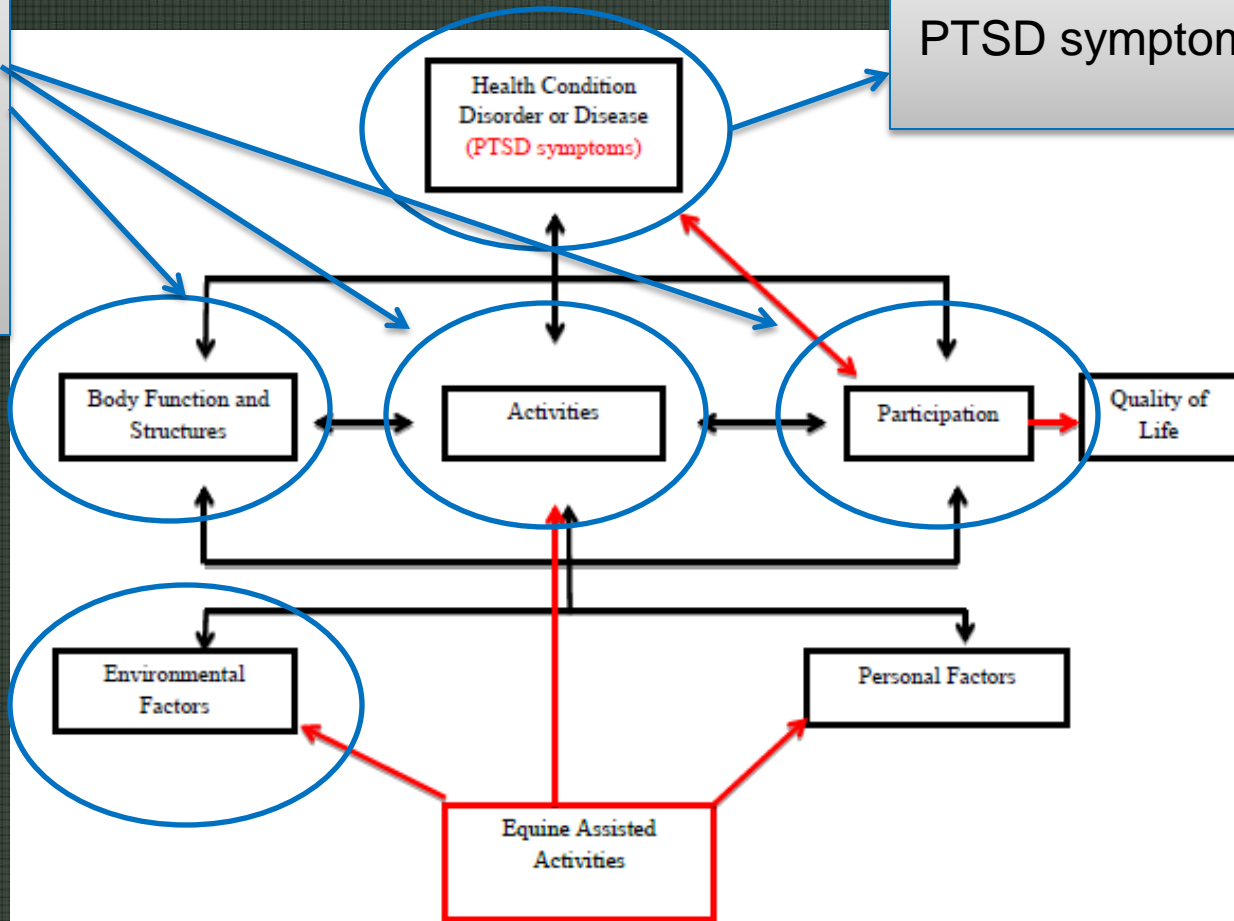 PTSD symptom
Health Condition
Disorder or Disease
(PTSD symptoms)
Body Function and
Structures
Activities
Participation
Quality of
Life
Environmental
Factors
Personal Factors
Equine Assisted
Activities